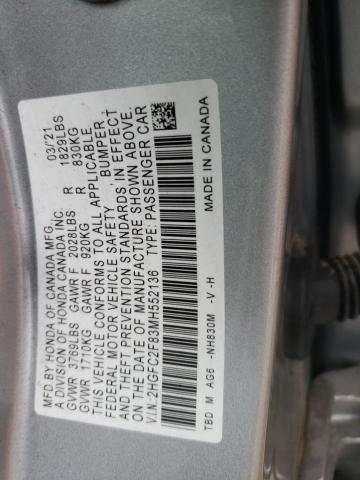 MFD BY HONDA OF CANADA MFG. 03/'21
A DIVISION OF HONDA CANADA INC.
GVWR 3769LBS GAWR F 2028LBS R 1829LBS
GVWR 1710KG GAWR F 920KG R 830KG
THIS VEHICLE CONFORMS TO ALL APPLICABLE
FEDERAL MOTOR VEHICLE SAFETY, BUMPER,
AND THEFT PREVENTION STANDARDS IN EFFECT
ON THE DATE OF MANUFACTURE SHOWN ABOVE.
V.I.N: 2HGFC2F83MH552136 TYPE: PASSENGER CAR
TBD M AG6 -NH830M -V -H MADE IN CANADA